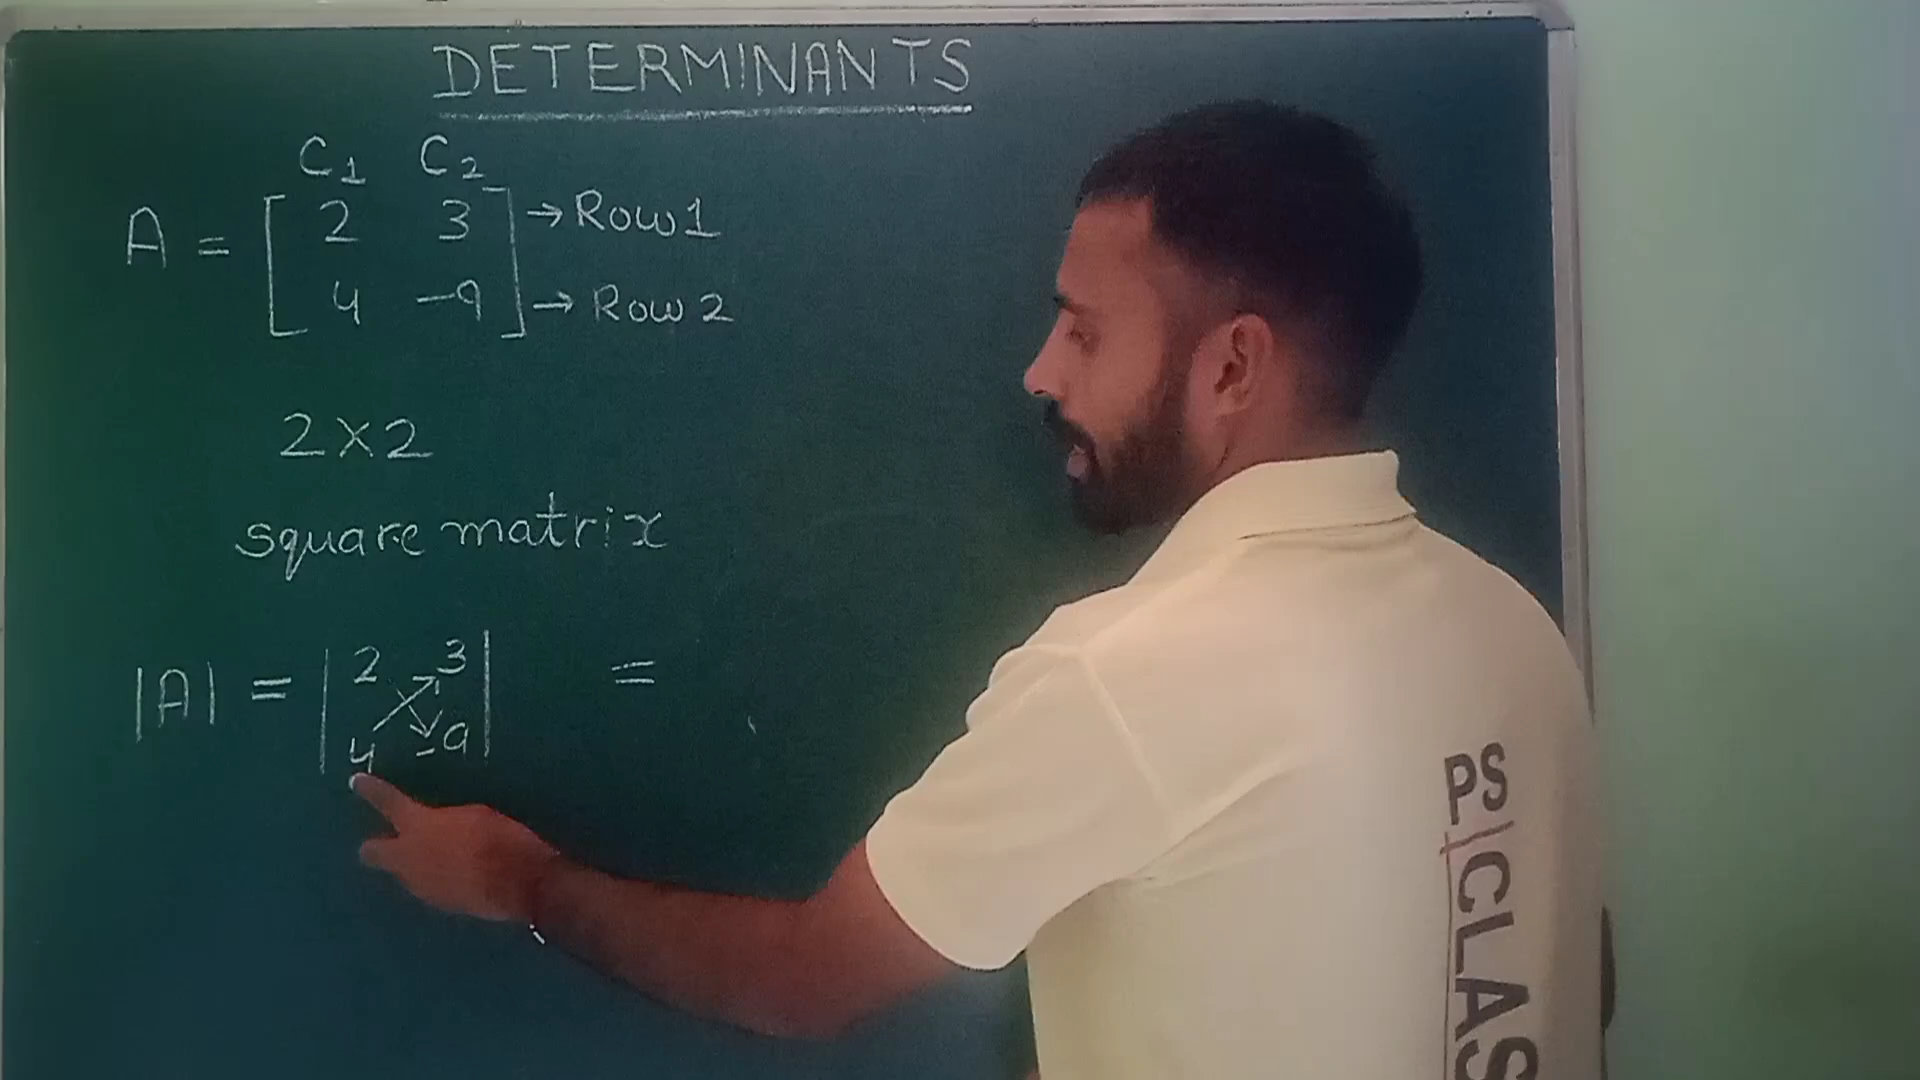 DETERMINANTS
C1 C2
A = [ 2 3 ] → Row 1
[ 4 -9 ] → Row 2
2×2
square matrix
|A| = | 2 3 | =
| 4 -9 |
PS
CLAS